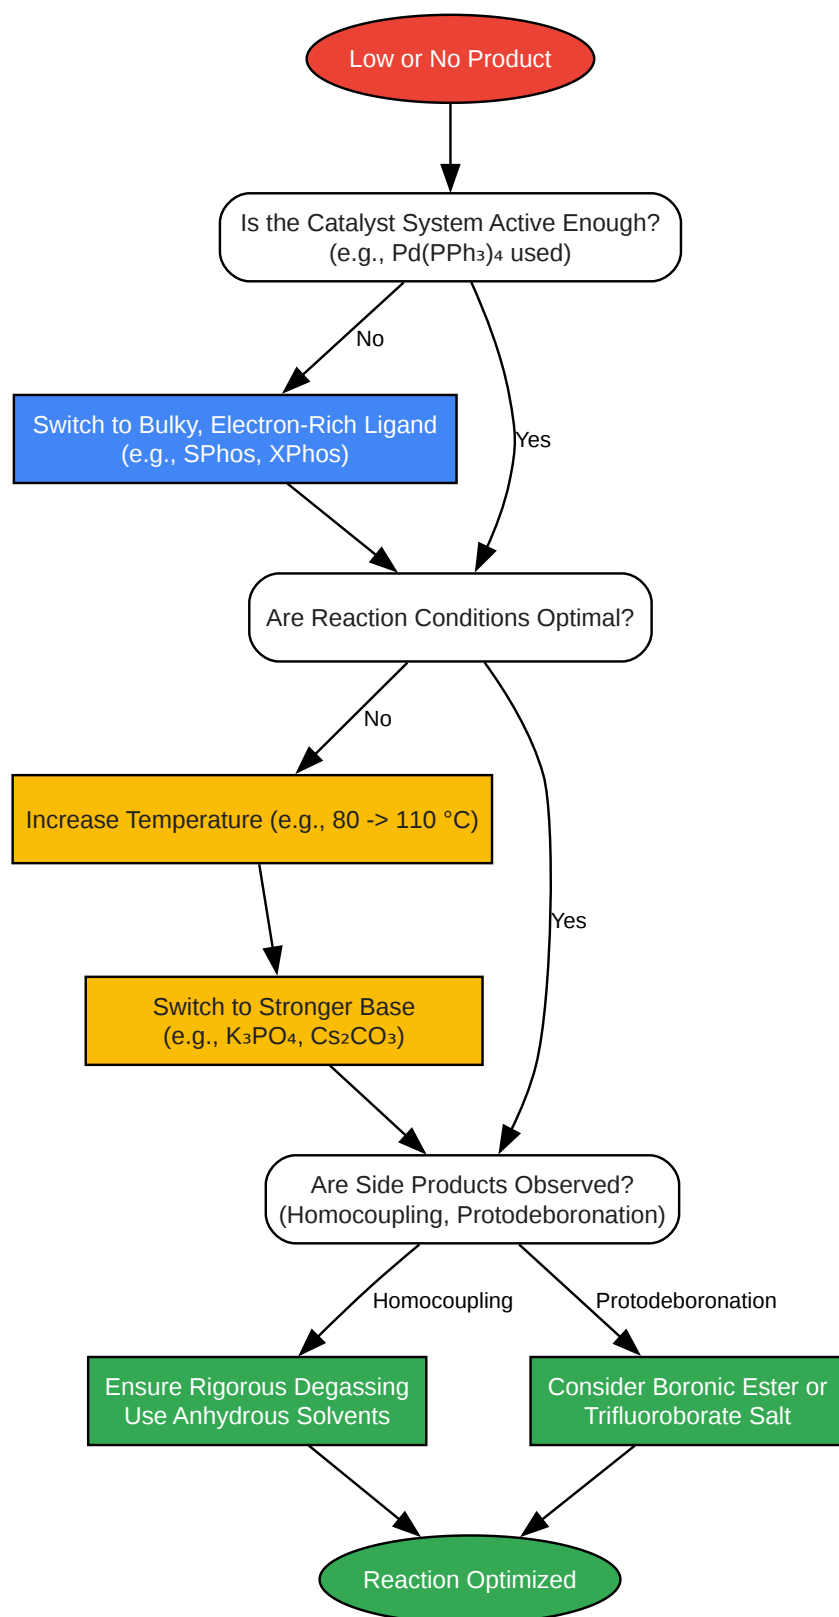 Low or No Product
Is the Catalyst System Active Enough?
(e.g., Pd(PPh₃)₄ used)
No
Switch to Bulky, Electron-Rich Ligand
(e.g., SPhos, XPhos)
Yes
Are Reaction Conditions Optimal?
No
Increase Temperature (e.g., 80 -> 110 °C)
Yes
Switch to Stronger Base
(e.g., K₃PO₄, Cs₂CO₃)
Are Side Products Observed?
(Homocoupling, Protodeboronation)
Homocoupling
Protodeboronation
Ensure Rigorous Degassing
Use Anhydrous Solvents
Consider Boronic Ester or
Trifluoroborate Salt
Reaction Optimized